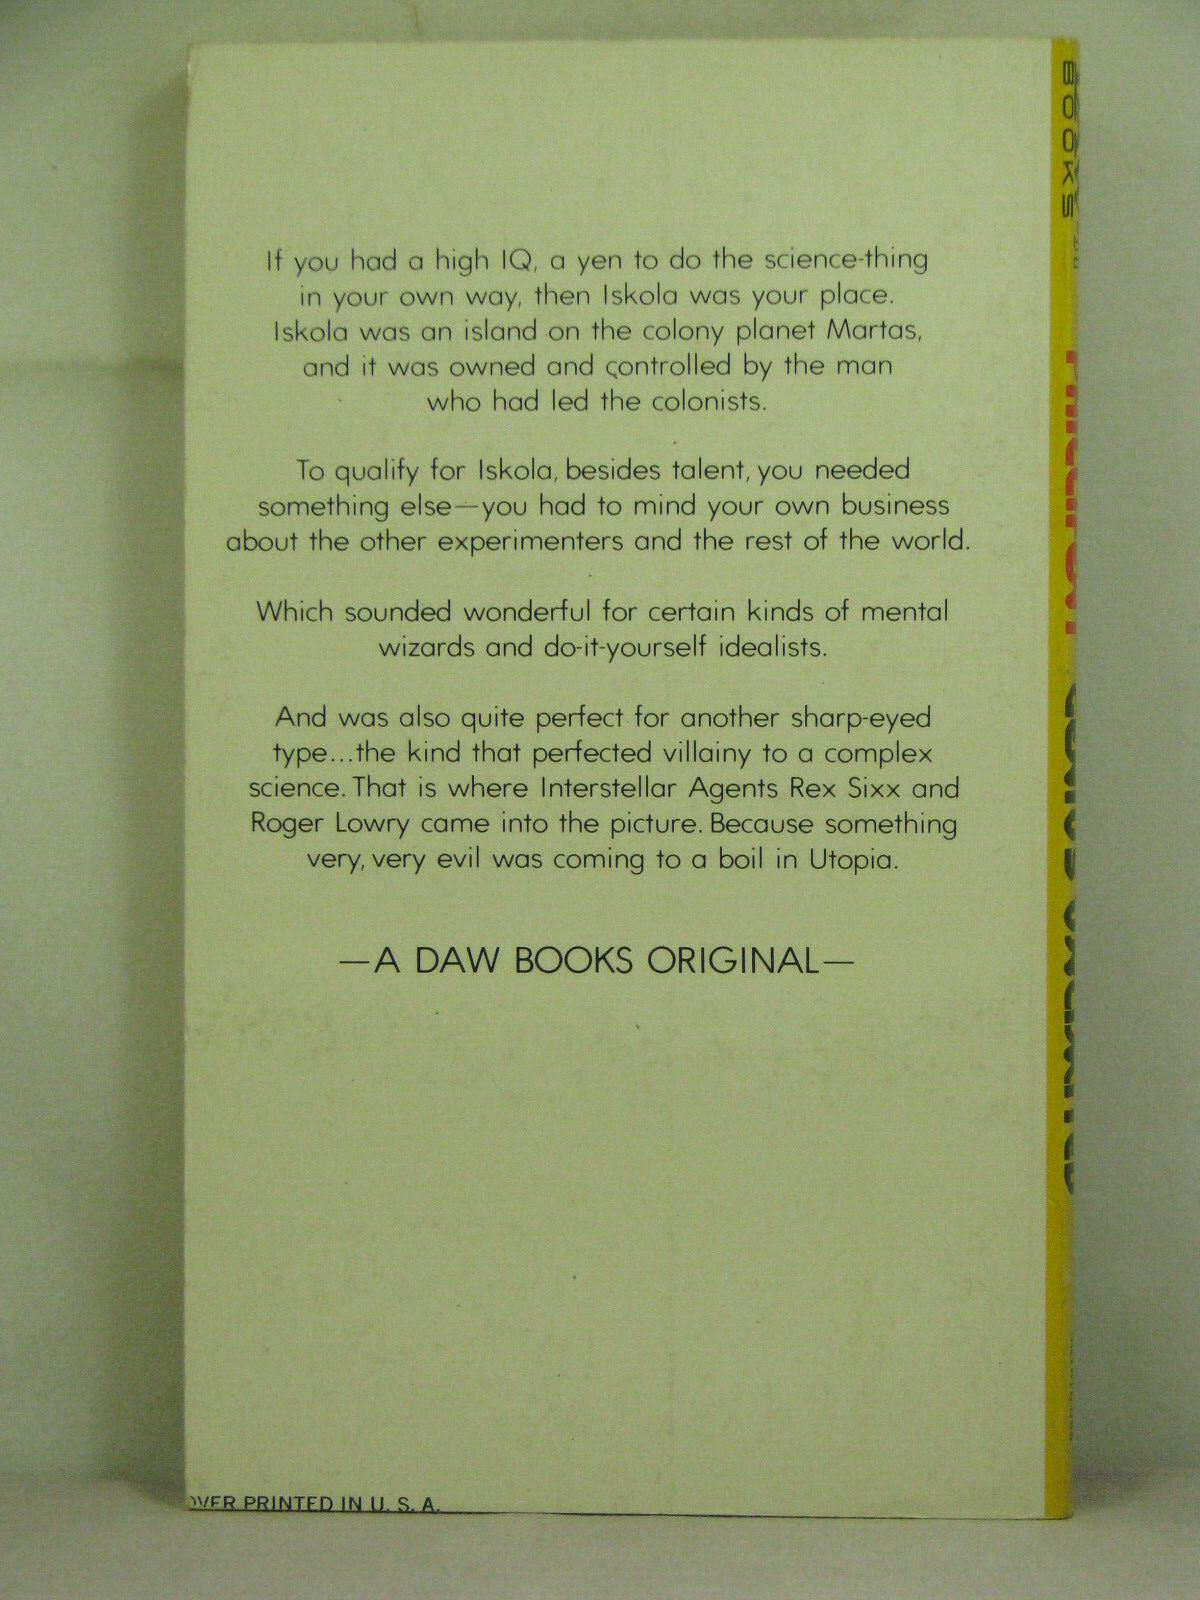 If you had a high IQ, a yen to do the science-thing
in your own way, then Iskola was your place.
Iskola was an island on the colony planet Martas,
and it was owned and controlled by the man
who had led the colonists.
To qualify for Iskola, besides talent, you needed
something else—you had to mind your own business
about the other experimenters and the rest of the world.
Which sounded wonderful for certain kinds of mental
wizards and do-it-yourself idealists.
And was also quite perfect for another sharp-eyed
type...the kind that perfected villainy to a complex
science. That is where Interstellar Agents Rex Sixx and
Roger Lowry came into the picture. Because something
very, very evil was coming to a boil in Utopia.
—A DAW BOOKS ORIGINAL—
OVER PRINTED IN U. S. A.
BOOKS
GENIUS UNLIMITED